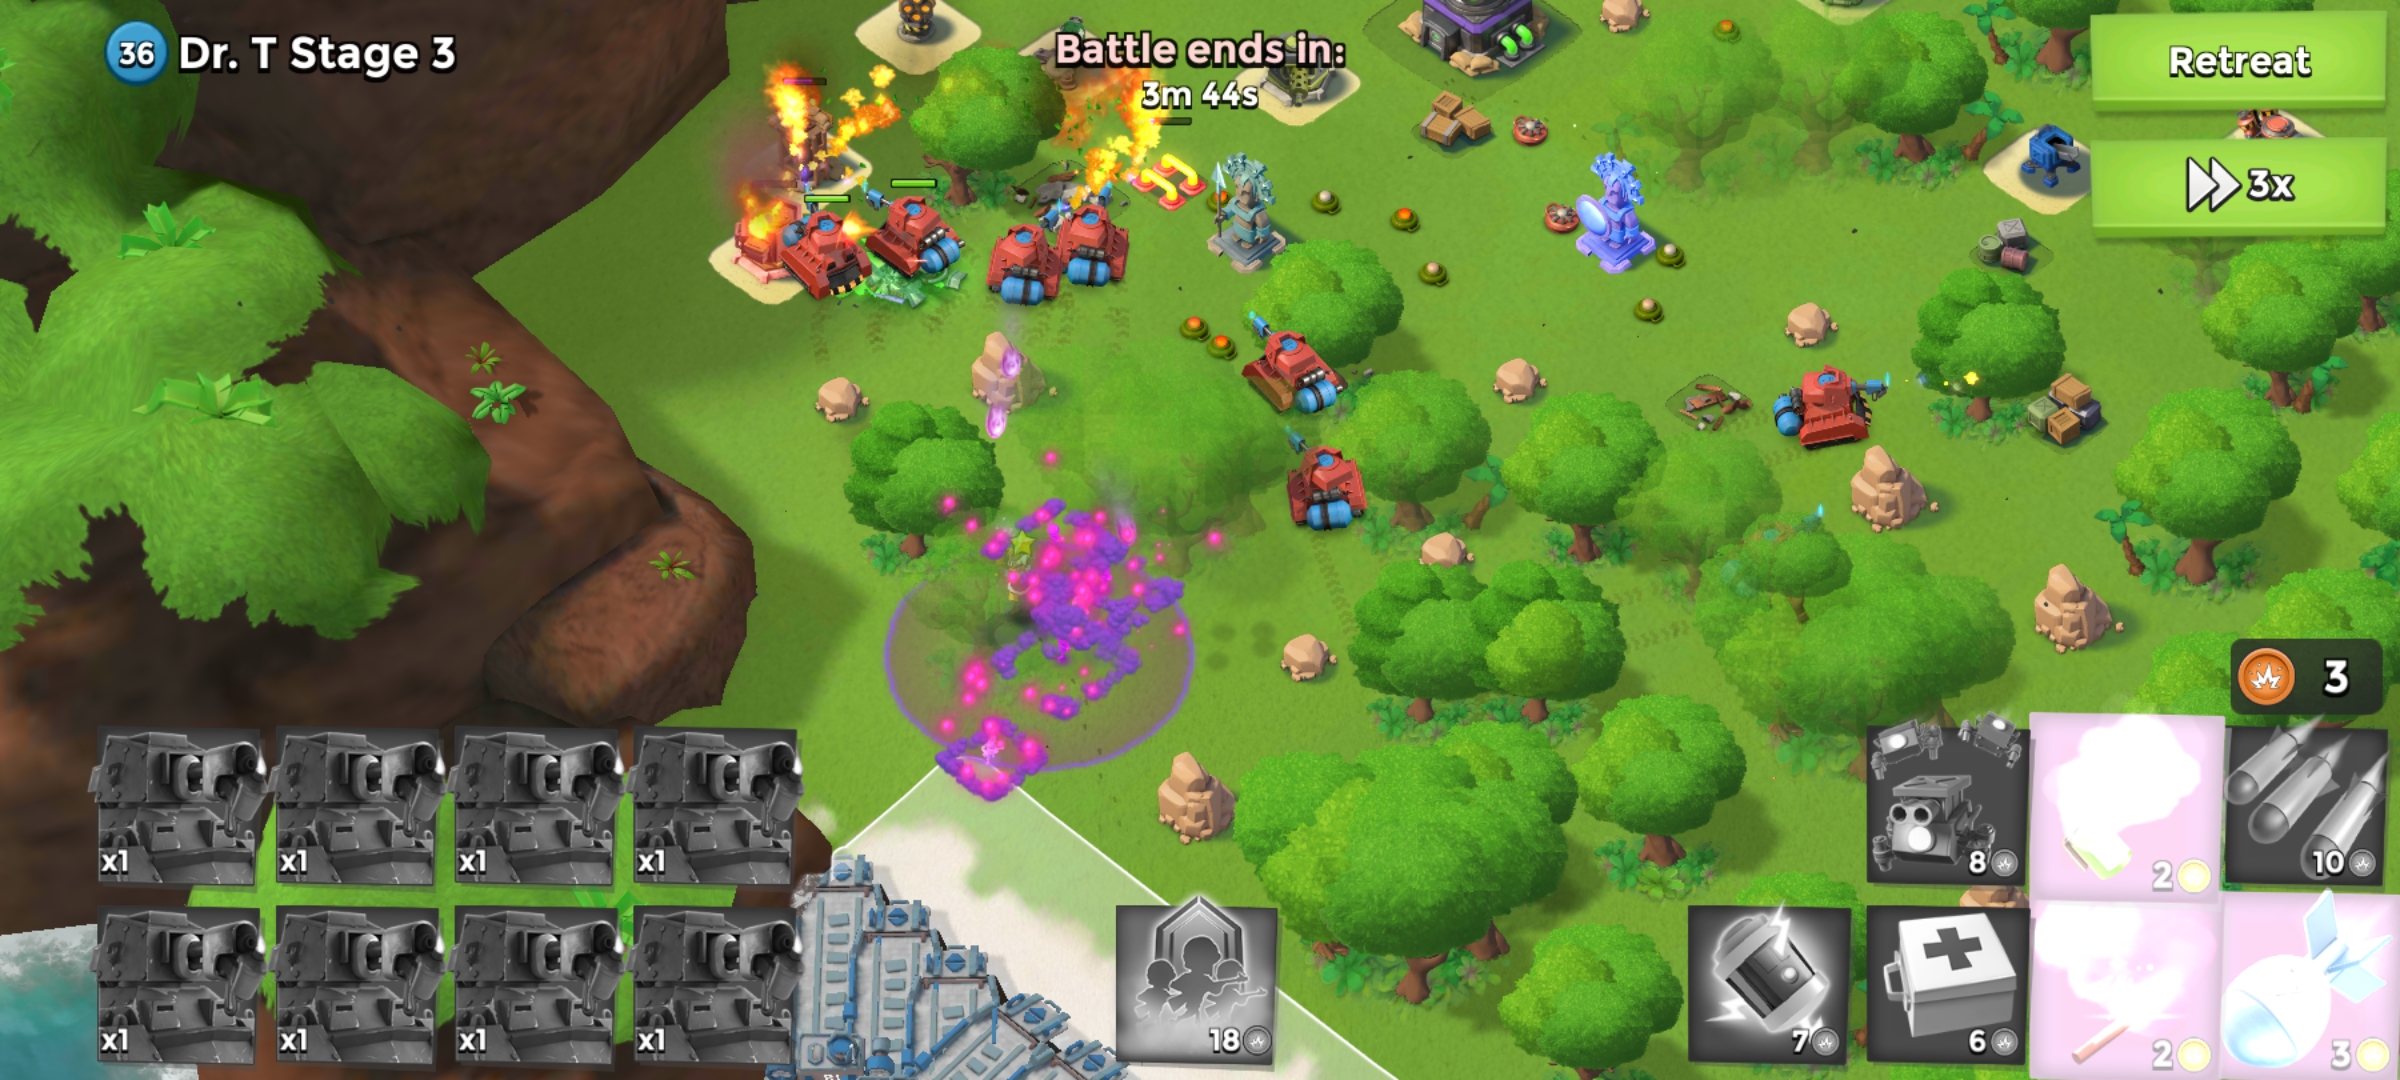 36 Dr. T Stage 3
Battle ends in:
3m 44s
Retreat
3x
3
x1 x1 x1 x1
8 2 10
x1 x1 x1 x1
18 7 6 2 3